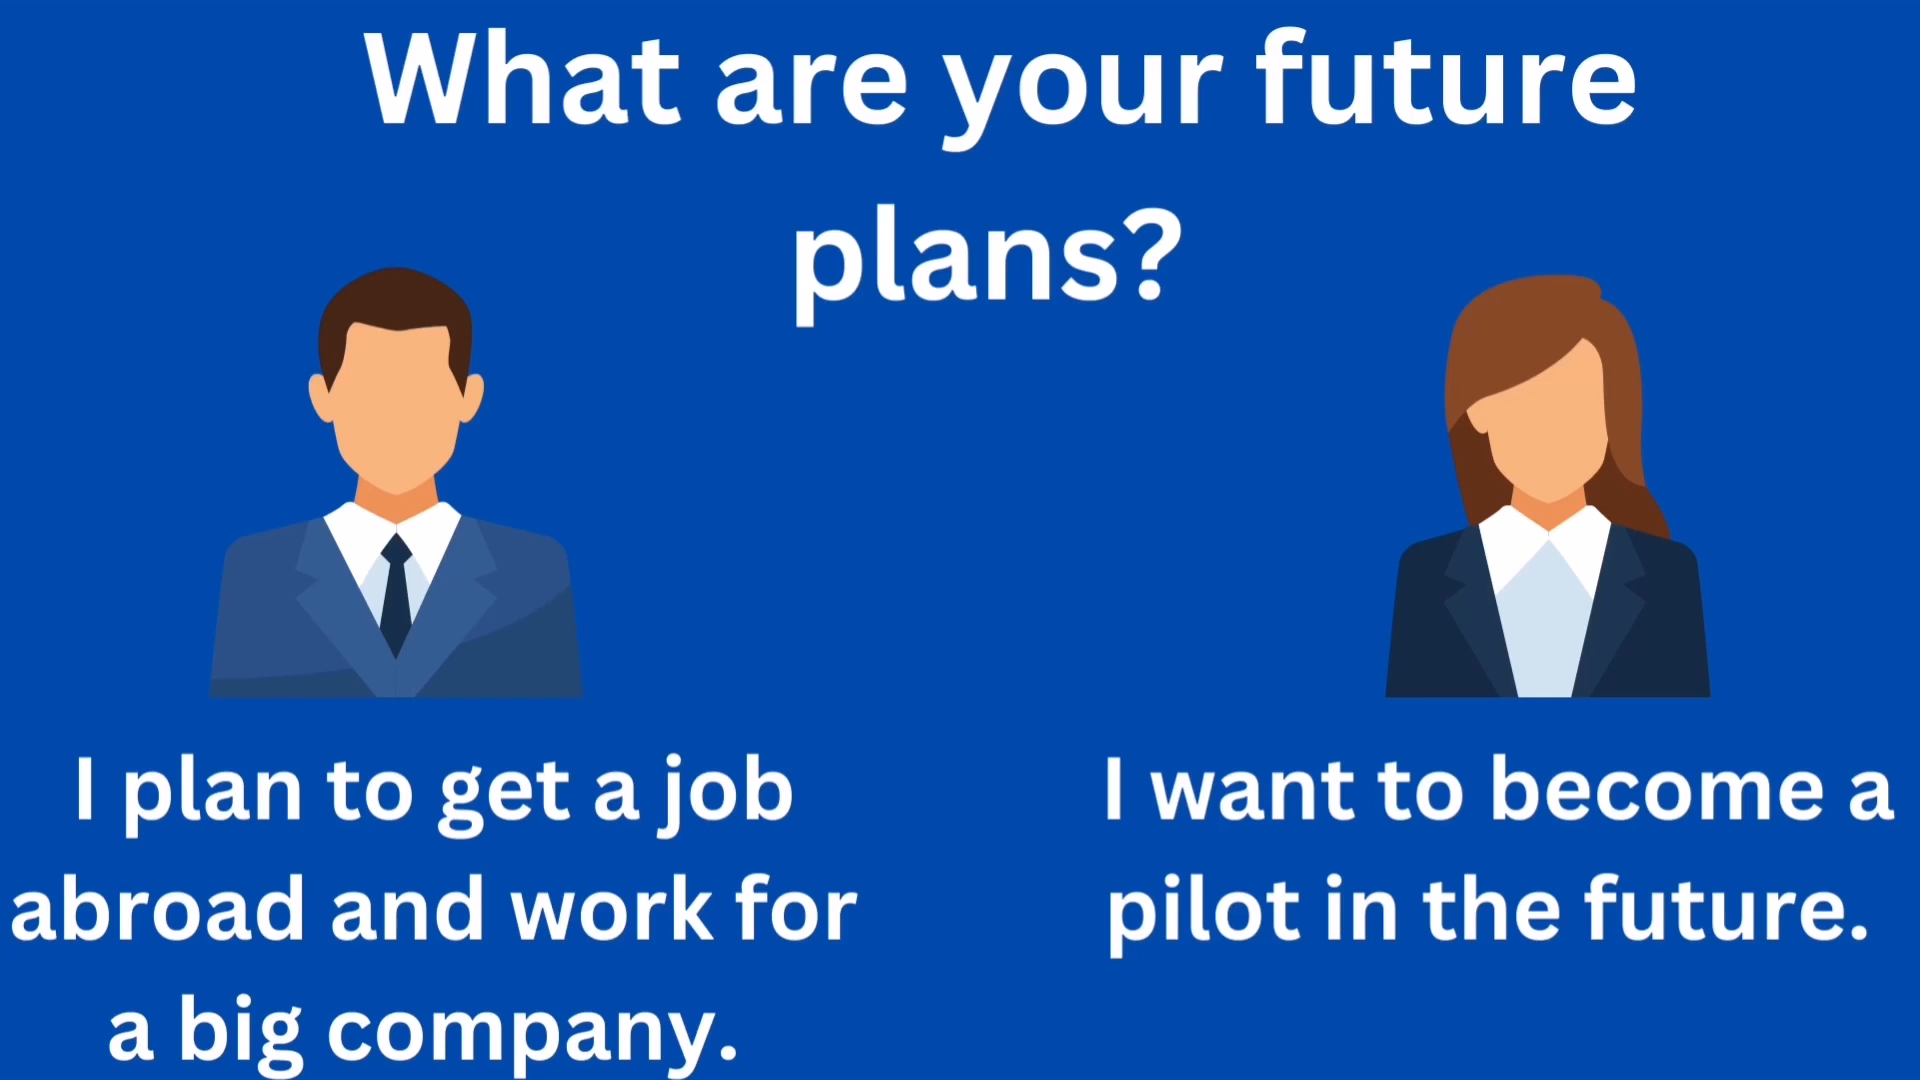 What are your future
plans?
I plan to get a job
abroad and work for
a big company.
I want to become a
pilot in the future.